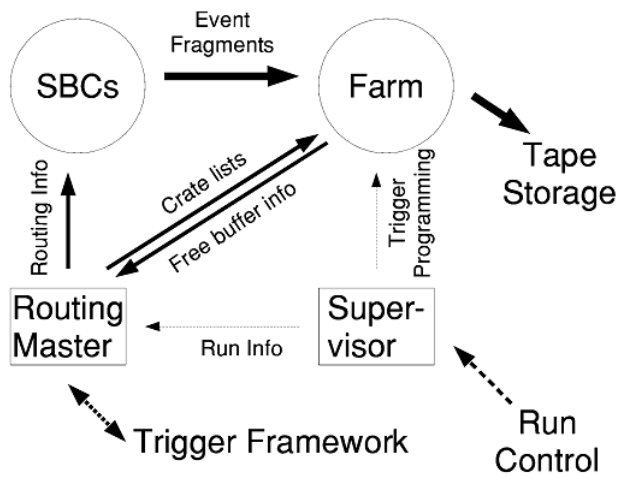 Event
Fragments
SBCs
Farm
Tape
Storage
Routing Info
Crate lists
Free buffer info
Trigger
Programming
Routing
Master
Run Info
Super-
visor
Trigger Framework
Run
Control